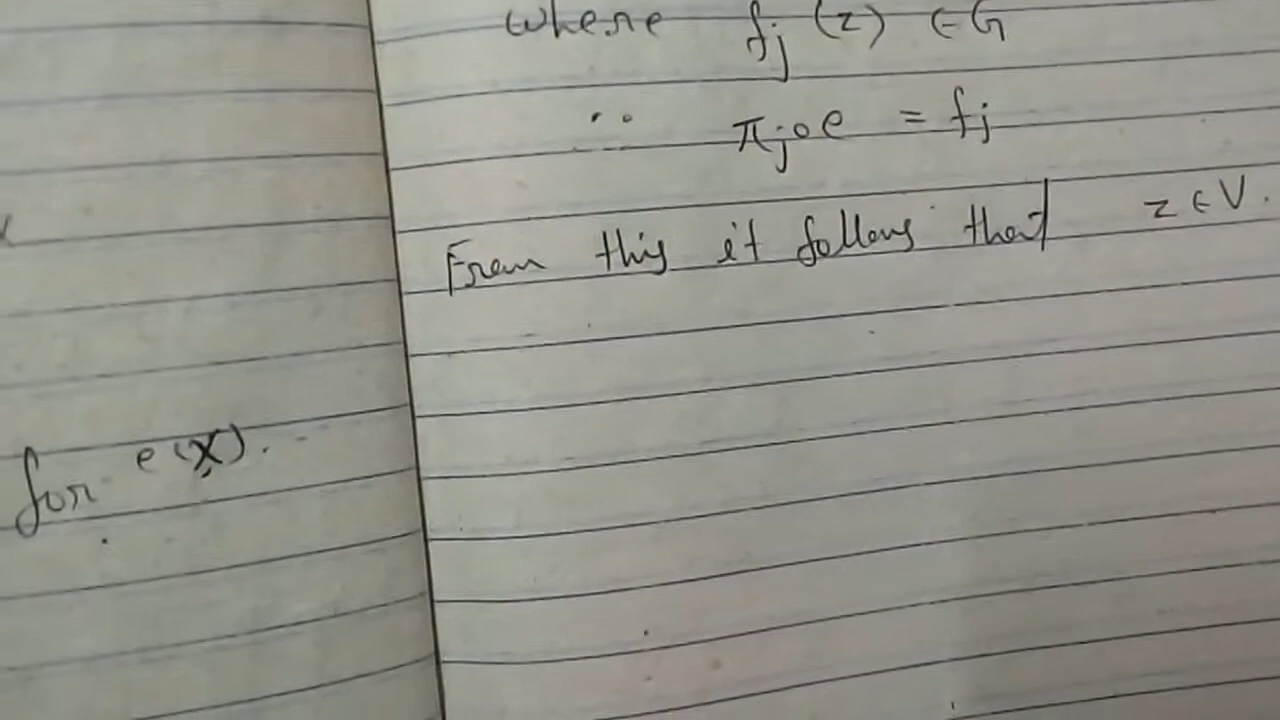 for e(X).
where fj (z) ∈ G
∴ πj∘e = fj
From this it follows that z ∈ V.